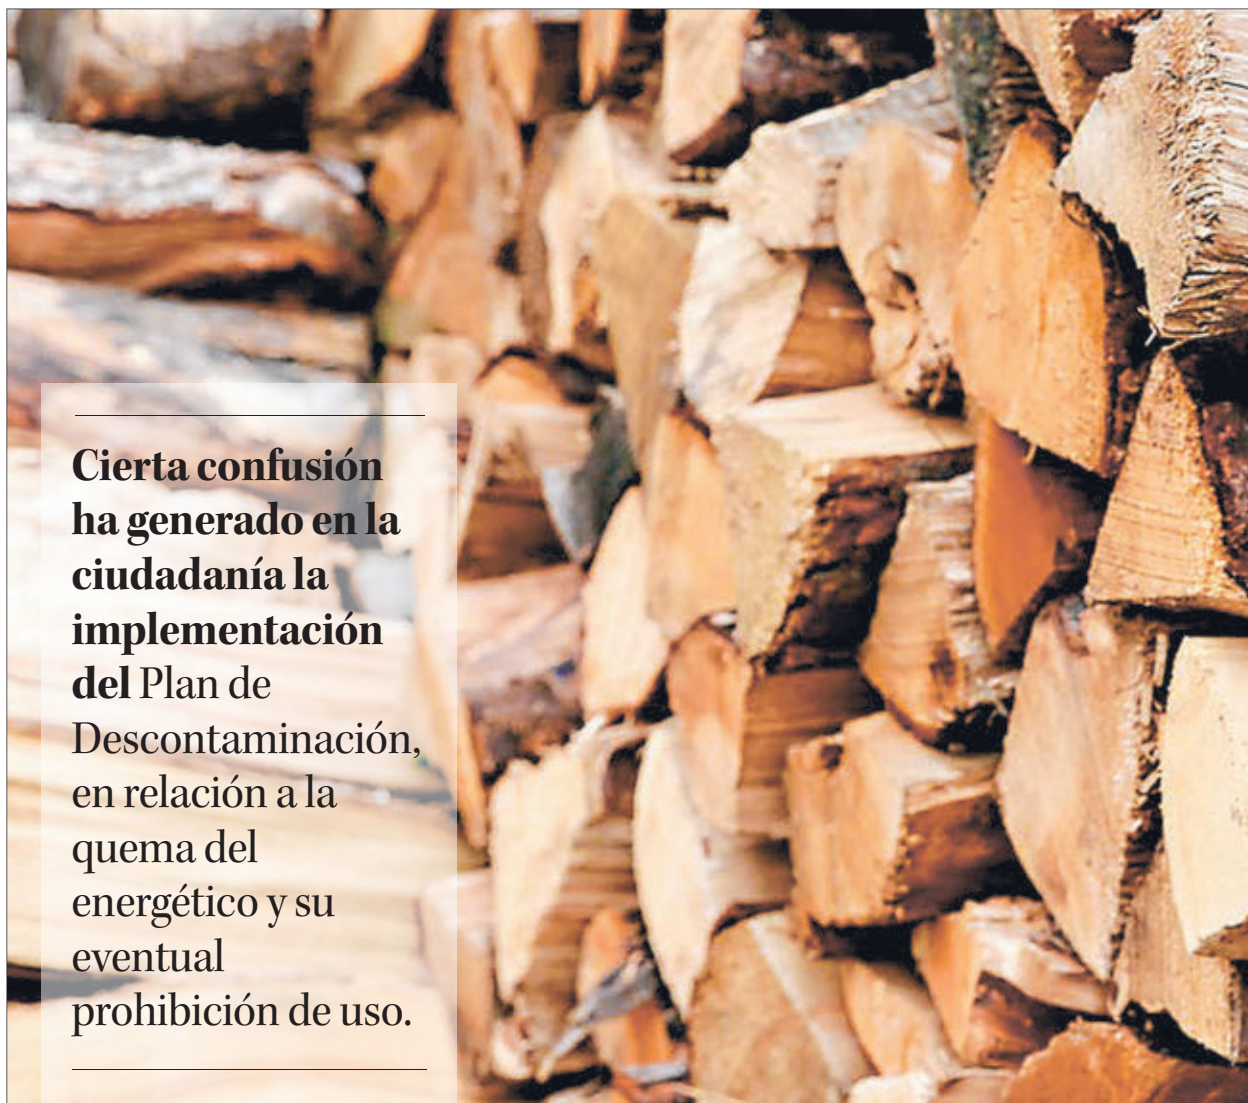 Cierta confusión
ha generado en la
ciudadanía la
implementación
del Plan de
Descontaminación,
en relación a la
quema del
energético y su
eventual
prohibición de uso.